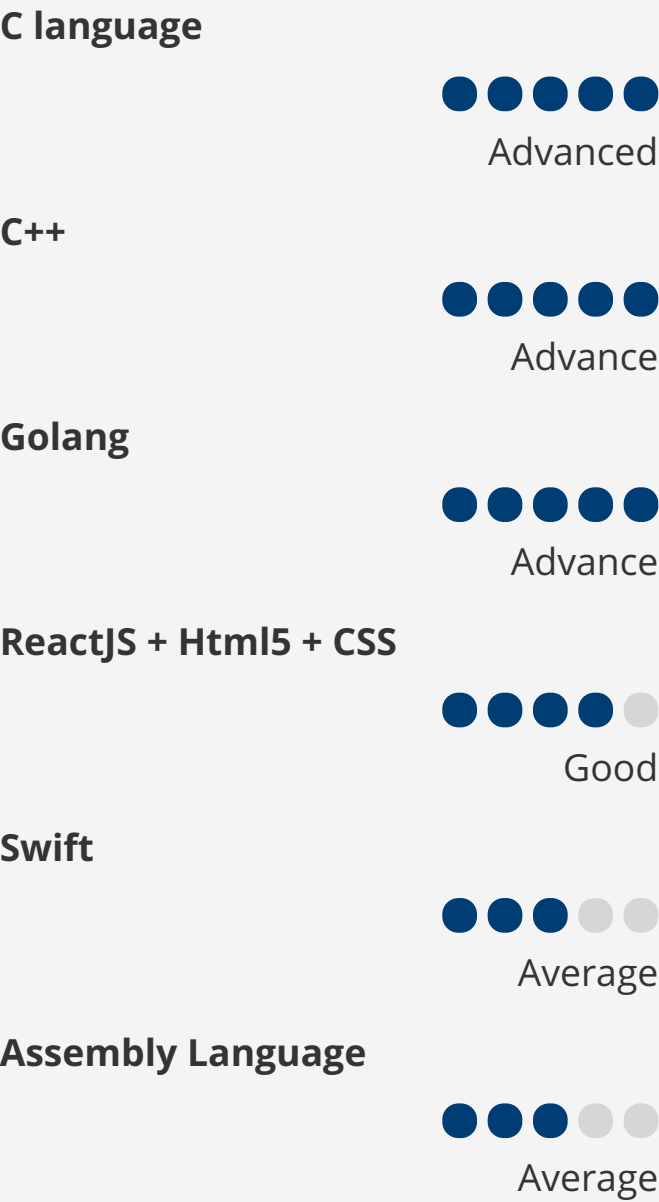 C language
Advanced
C++
Advance
Golang
Advance
ReactJS + Html5 + CSS
Good
Swift
Average
Assembly Language
Average